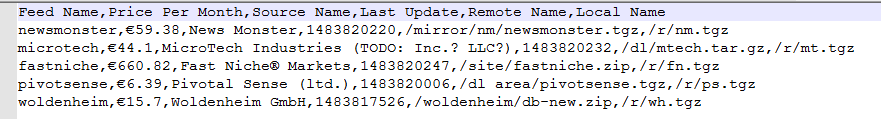 Feed Name,Price Per Month,Source Name,Last Update,Remote Name,Local Name
newsmonster,€59.38,News Monster,1483820220,/mirror/nm/newsmonster.tgz,/r/nm.tgz
microtech,€44.1,MicroTech Industries (TODO: Inc.? LLC?),1483820232,/dl/mtech.tar.gz,/r/mt.tgz
fastniche,€660.82,Fast Niche® Markets,1483820247,/site/fastniche.zip,/r/fn.tgz
pivotsense,€6.39,Pivotal Sense (ltd.),1483820006,/dl area/pivotsense.tgz,/r/ps.tgz
woldenheim,€15.7,Woldenheim GmbH,1483817526,/woldenheim/db-new.zip,/r/wh.tgz